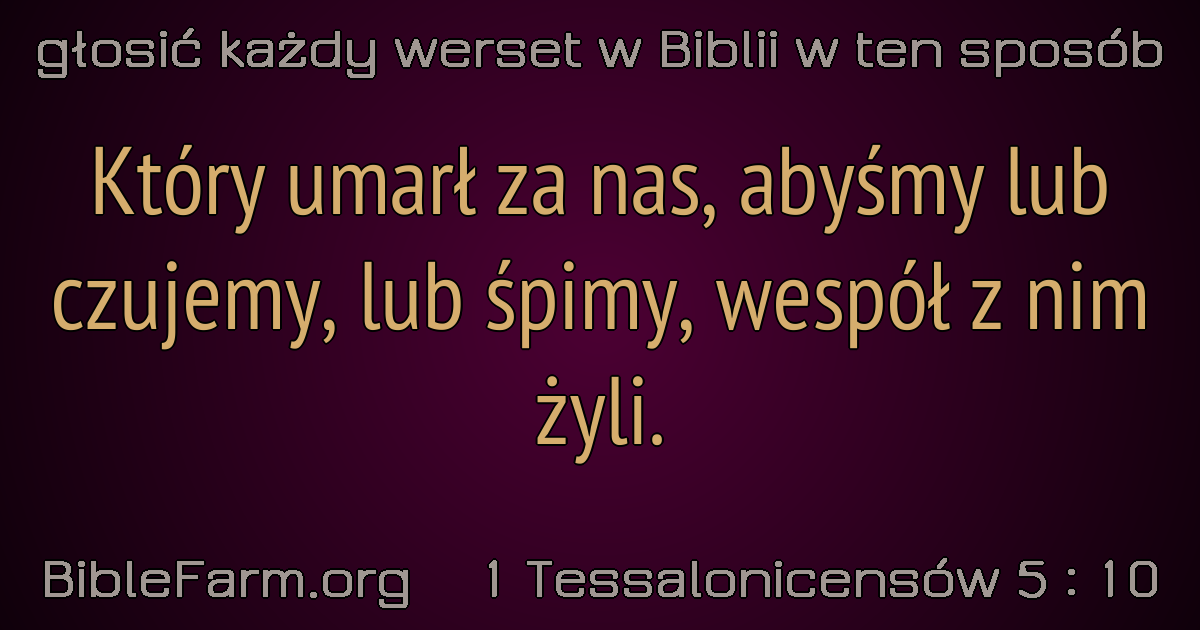 głosić każdy werset w Biblii w ten sposób
Który umarł za nas, abyśmy lub
czujemy, lub śpimy, wespół z nim
żyli.
BibleFarm.org 1 Tessalonicensów 5 : 10